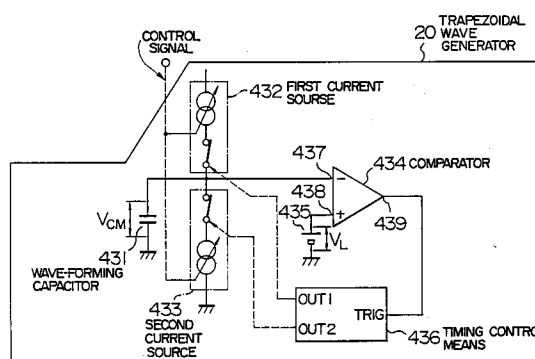 CONTROL
SIGNAL
20
TRAPEZOIDAL
WAVE
GENERATOR
432 FIRST CURRENT
SOURSE
437
434 COMPARATOR
438
435
439
VCM
431
VL
WAVE-FORMING
CAPACITOR
433
SECOND
CURRENT
SOURCE
OUT1
OUT2
TRIG
436 TIMING CONTROL
MEANS